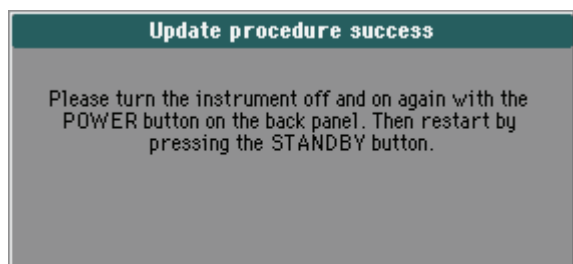 Update procedure success
Please turn the instrument off and on again with the
POWER button on the back panel. Then restart by
pressing the STANDBY button.